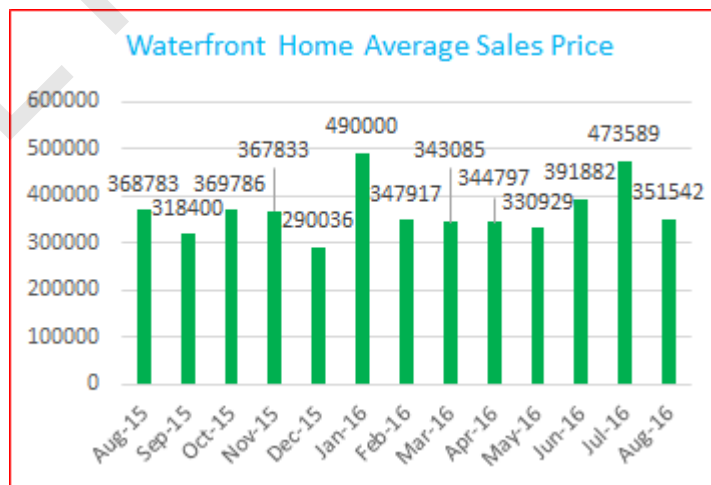 Waterfront Home Average Sales Price
600000
500000
400000
300000
200000
100000
0
368783
318400
369786
367833
290036
490000
347917
343085
344797
330929
391882
473589
351542
Aug-15
Sep-15
Oct-15
Nov-15
Dec-15
Jan-16
Feb-16
Mar-16
Apr-16
May-16
Jun-16
Jul-16
Aug-16